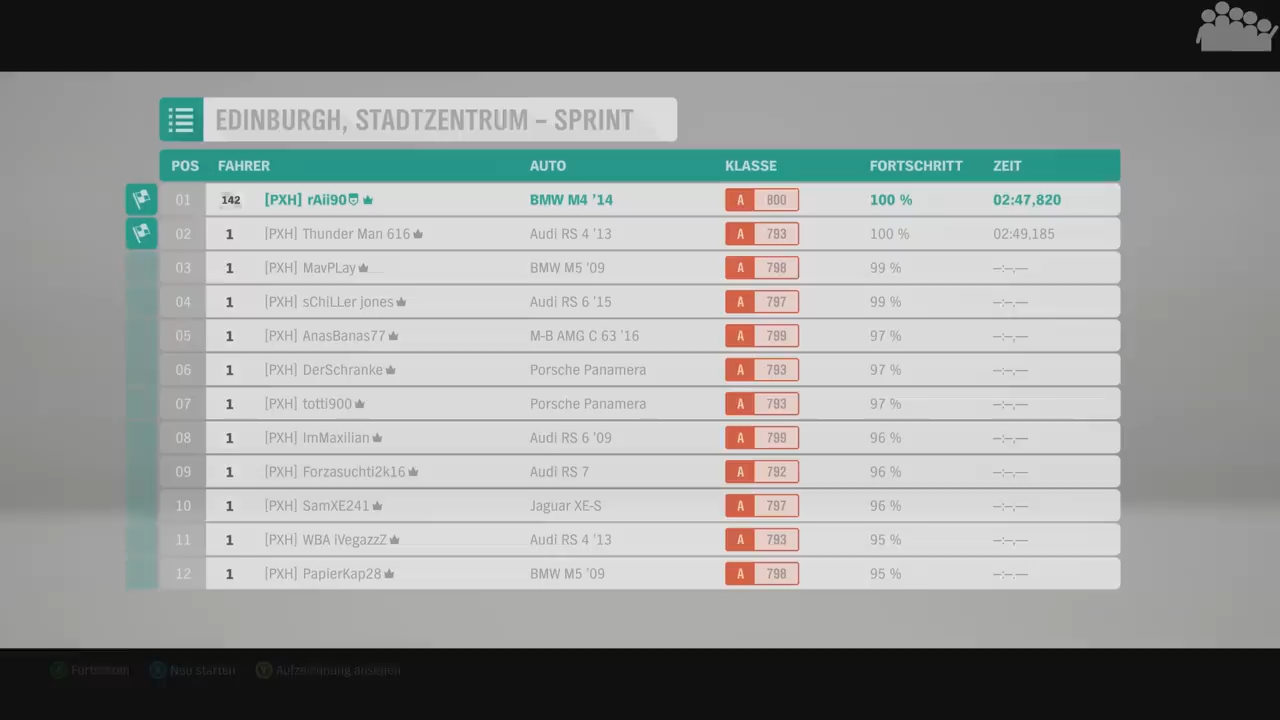 EDINBURGH, STADTZENTRUM – SPRINT
POS FAHRER AUTO KLASSE FORTSCHRITT ZEIT
01 142 [PXH] rAii90 BMW M4 '14 A 800 100 % 02:47,820
02 1 [PXH] Thunder Man 616 Audi RS 4 '13 A 793 100 % 02:49,185
03 1 [PXH] MavPLay BMW M5 '09 A 798 99 % –:–,––
04 1 [PXH] sChiLLer jones Audi RS 6 '15 A 797 99 % –:–,––
05 1 [PXH] AnasBanas77 M-B AMG C 63 '16 A 799 97 % –:–,––
06 1 [PXH] DerSchranke Porsche Panamera A 793 97 % –:–,––
07 1 [PXH] totti900 Porsche Panamera A 793 97 % –:–,––
08 1 [PXH] ImMaxilian Audi RS 6 '09 A 799 96 % –:–,––
09 1 [PXH] Forzasuchti2k16 Audi RS 7 A 792 96 % –:–,––
10 1 [PXH] SamXE241 Jaguar XE-S A 797 96 % –:–,––
11 1 [PXH] WBA iVegazzZ Audi RS 4 '13 A 793 95 % –:–,––
12 1 [PXH] PapierKap28 BMW M5 '09 A 798 95 % –:–,––
Neu starten Aufzeichnung ansehen